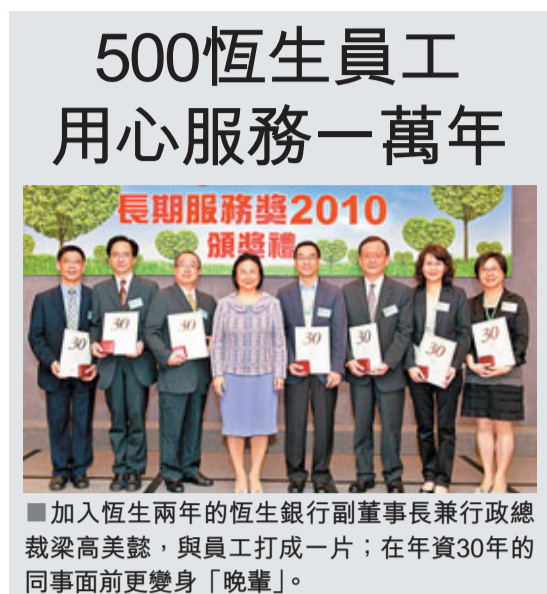 500恆生員工
用心服務一萬年
長期服務獎2010
頒獎禮
30
30
30
30
30
30
30
■加入恆生兩年的恆生銀行副董事長兼行政總
裁梁高美懿，與員工打成一片；在年資30年的
同事面前更變身「晚輩」。